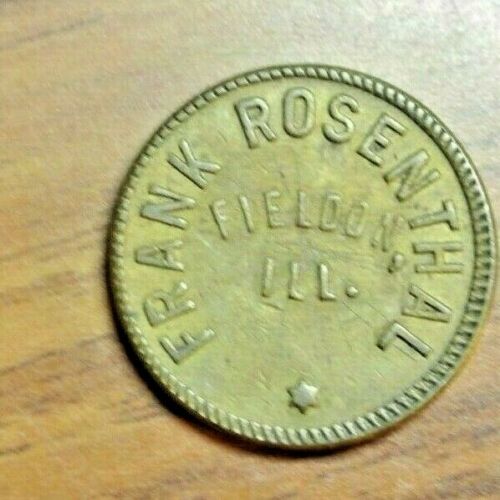 FRANK ROSENTHAL
FIELDON,
ILL.